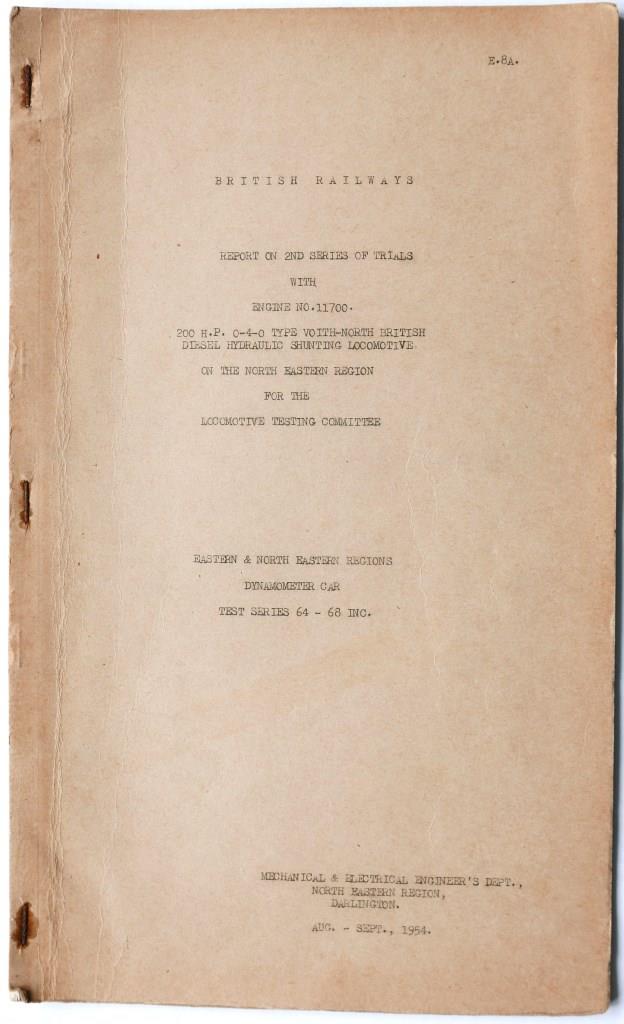 E.8A.
BRITISH RAILWAYS
REPORT ON 2ND SERIES OF TRIALS
WITH
ENGINE NO.11700.
200 H.P. 0-4-0 TYPE VOITH-NORTH BRITISH
DIESEL HYDRAULIC SHUNTING LOCOMOTIVE.
ON THE NORTH EASTERN REGION
FOR THE
LOCOMOTIVE TESTING COMMITTEE
EASTERN & NORTH EASTERN REGIONS
DYNAMOMETER CAR
TEST SERIES 64 - 68 INC.
MECHANICAL & ELECTRICAL ENGINEER'S DEPT.,
NORTH EASTERN REGION,
DARLINGTON.
AUG. - SEPT., 1954.